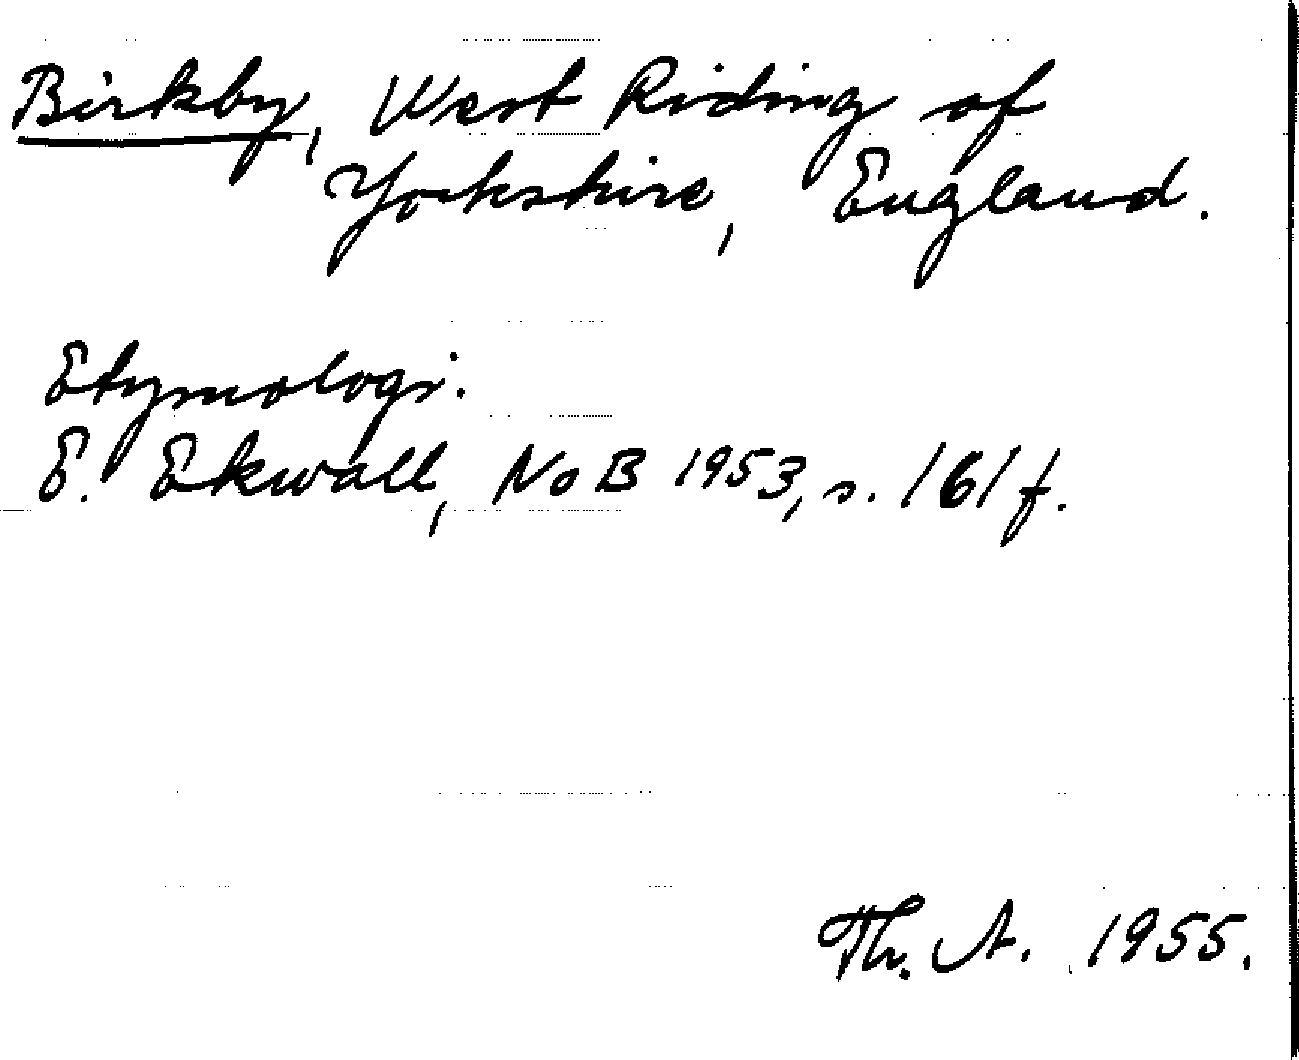 Birkby, West Riding of
Yorkshire, England.
Etymologi.
E. Ekwall, NoB 1953, s. 161 f.
Th. A. 1955.